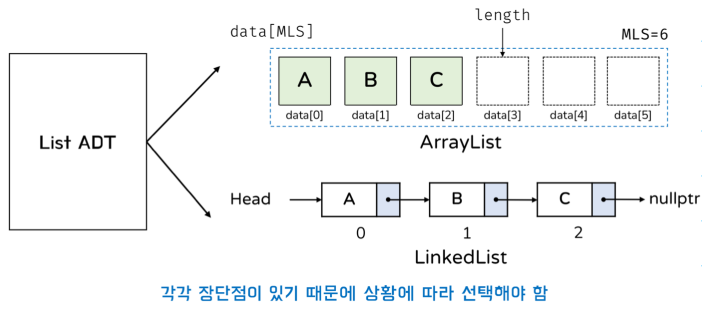 length
data[MLS]
MLS=6
A B C
data[0] data[1] data[2] data[3] data[4] data[5]
ArrayList
List ADT
Head A B C nullptr
0 1 2
LinkedList
각각 장단점이 있기 때문에 상황에 따라 선택해야 함